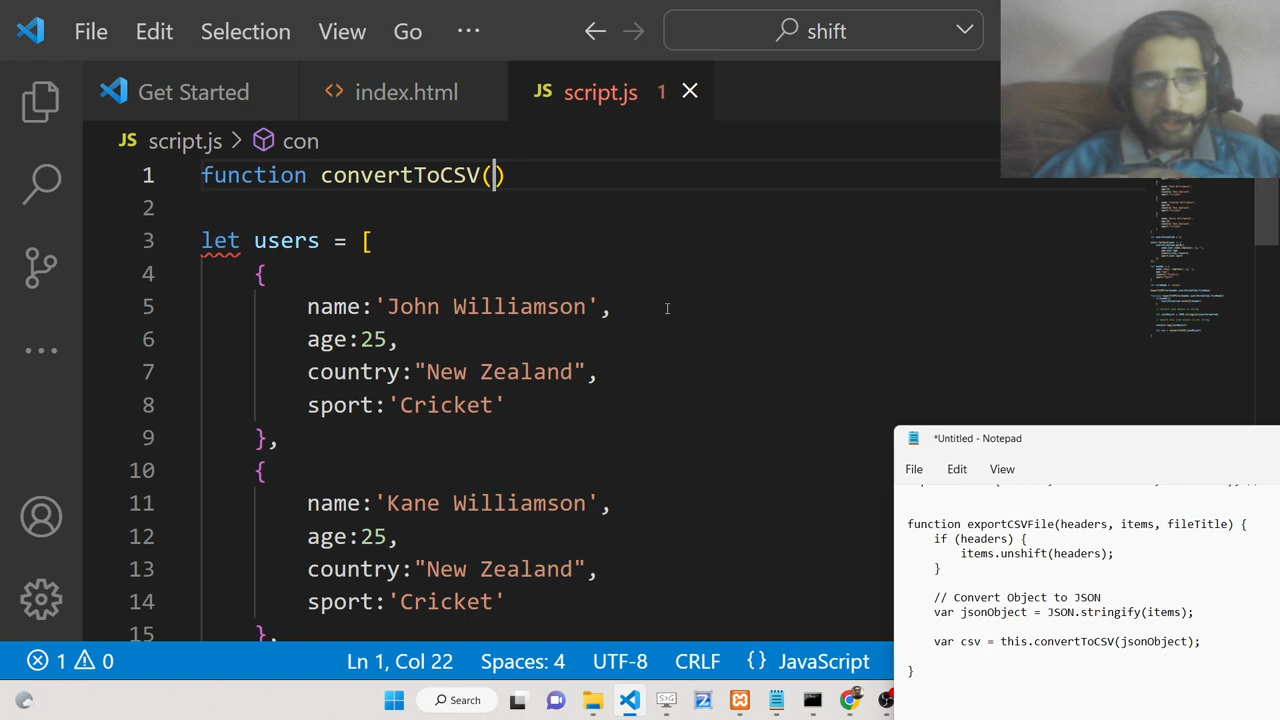 File Edit Selection View Go ··· shift
Get Started index.html JS script.js 1
JS script.js > con
1 function convertToCSV()
2
3 let users = [
4 {
5 name:'John Williamson',
6 age:25,
7 country:"New Zealand",
8 sport:'Cricket'
9 },
10 {
11 name:'Kane Williamson',
12 age:25,
13 country:"New Zealand",
14 sport:'Cricket'
15 },
*Untitled - Notepad
File Edit View
function exportCSVFile(headers, items, fileTitle) {
if (headers) {
items.unshift(headers);
}
// Convert Object to JSON
var jsonObject = JSON.stringify(items);
var csv = this.convertToCSV(jsonObject);
}
1 0 Ln 1, Col 22 Spaces: 4 UTF-8 CRLF {} JavaScript
Search